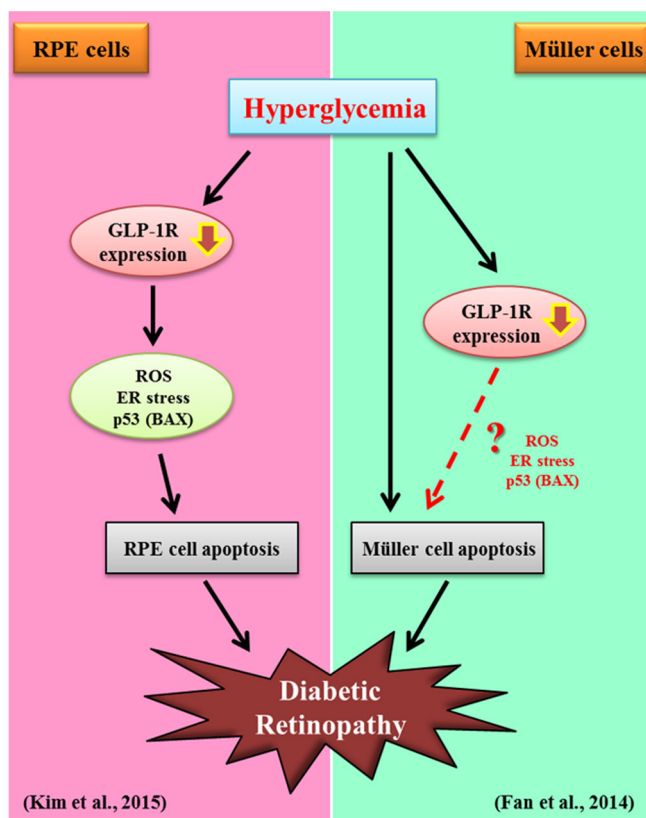 RPE cells
Müller cells
Hyperglycemia
GLP-1R
expression
GLP-1R
expression
ROS
ER stress
p53 (BAX)
?
ROS
ER stress
p53 (BAX)
RPE cell apoptosis
Müller cell apoptosis
Diabetic
Retinopathy
(Kim et al., 2015)
(Fan et al., 2014)